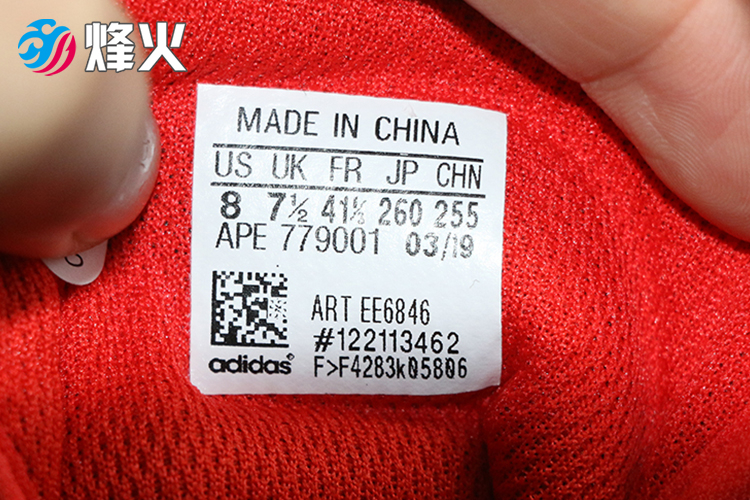 烽火
MADE IN CHINA
US UK FR JP CHN
8 7½ 41⅓ 260 255
APE 779001 03/19
ART EE6846
#122113462
adidas
F>F4283k05806